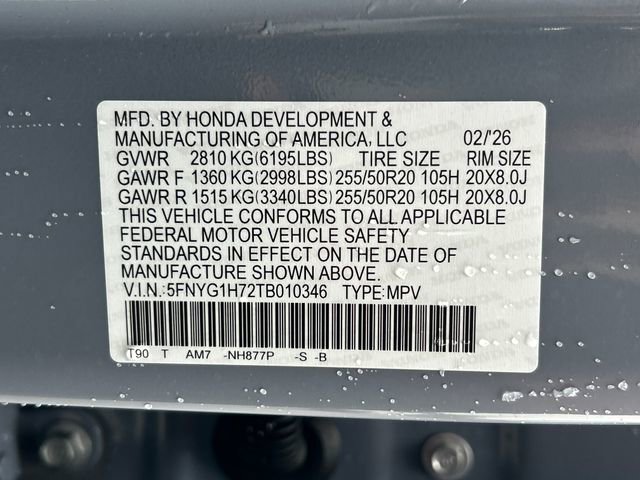 MFD. BY HONDA DEVELOPMENT &
MANUFACTURING OF AMERICA, LLC 02/'26
GVWR 2810 KG(6195LBS) TIRE SIZE RIM SIZE
GAWR F 1360 KG(2998LBS) 255/50R20 105H 20X8.0J
GAWR R 1515 KG(3340LBS) 255/50R20 105H 20X8.0J
THIS VEHICLE CONFORMS TO ALL APPLICABLE
FEDERAL MOTOR VEHICLE SAFETY
STANDARDS IN EFFECT ON THE DATE OF
MANUFACTURE SHOWN ABOVE.
V.I.N.:5FNYG1H72TB010346 TYPE:MPV
T90 T AM7 -NH877P -S -B